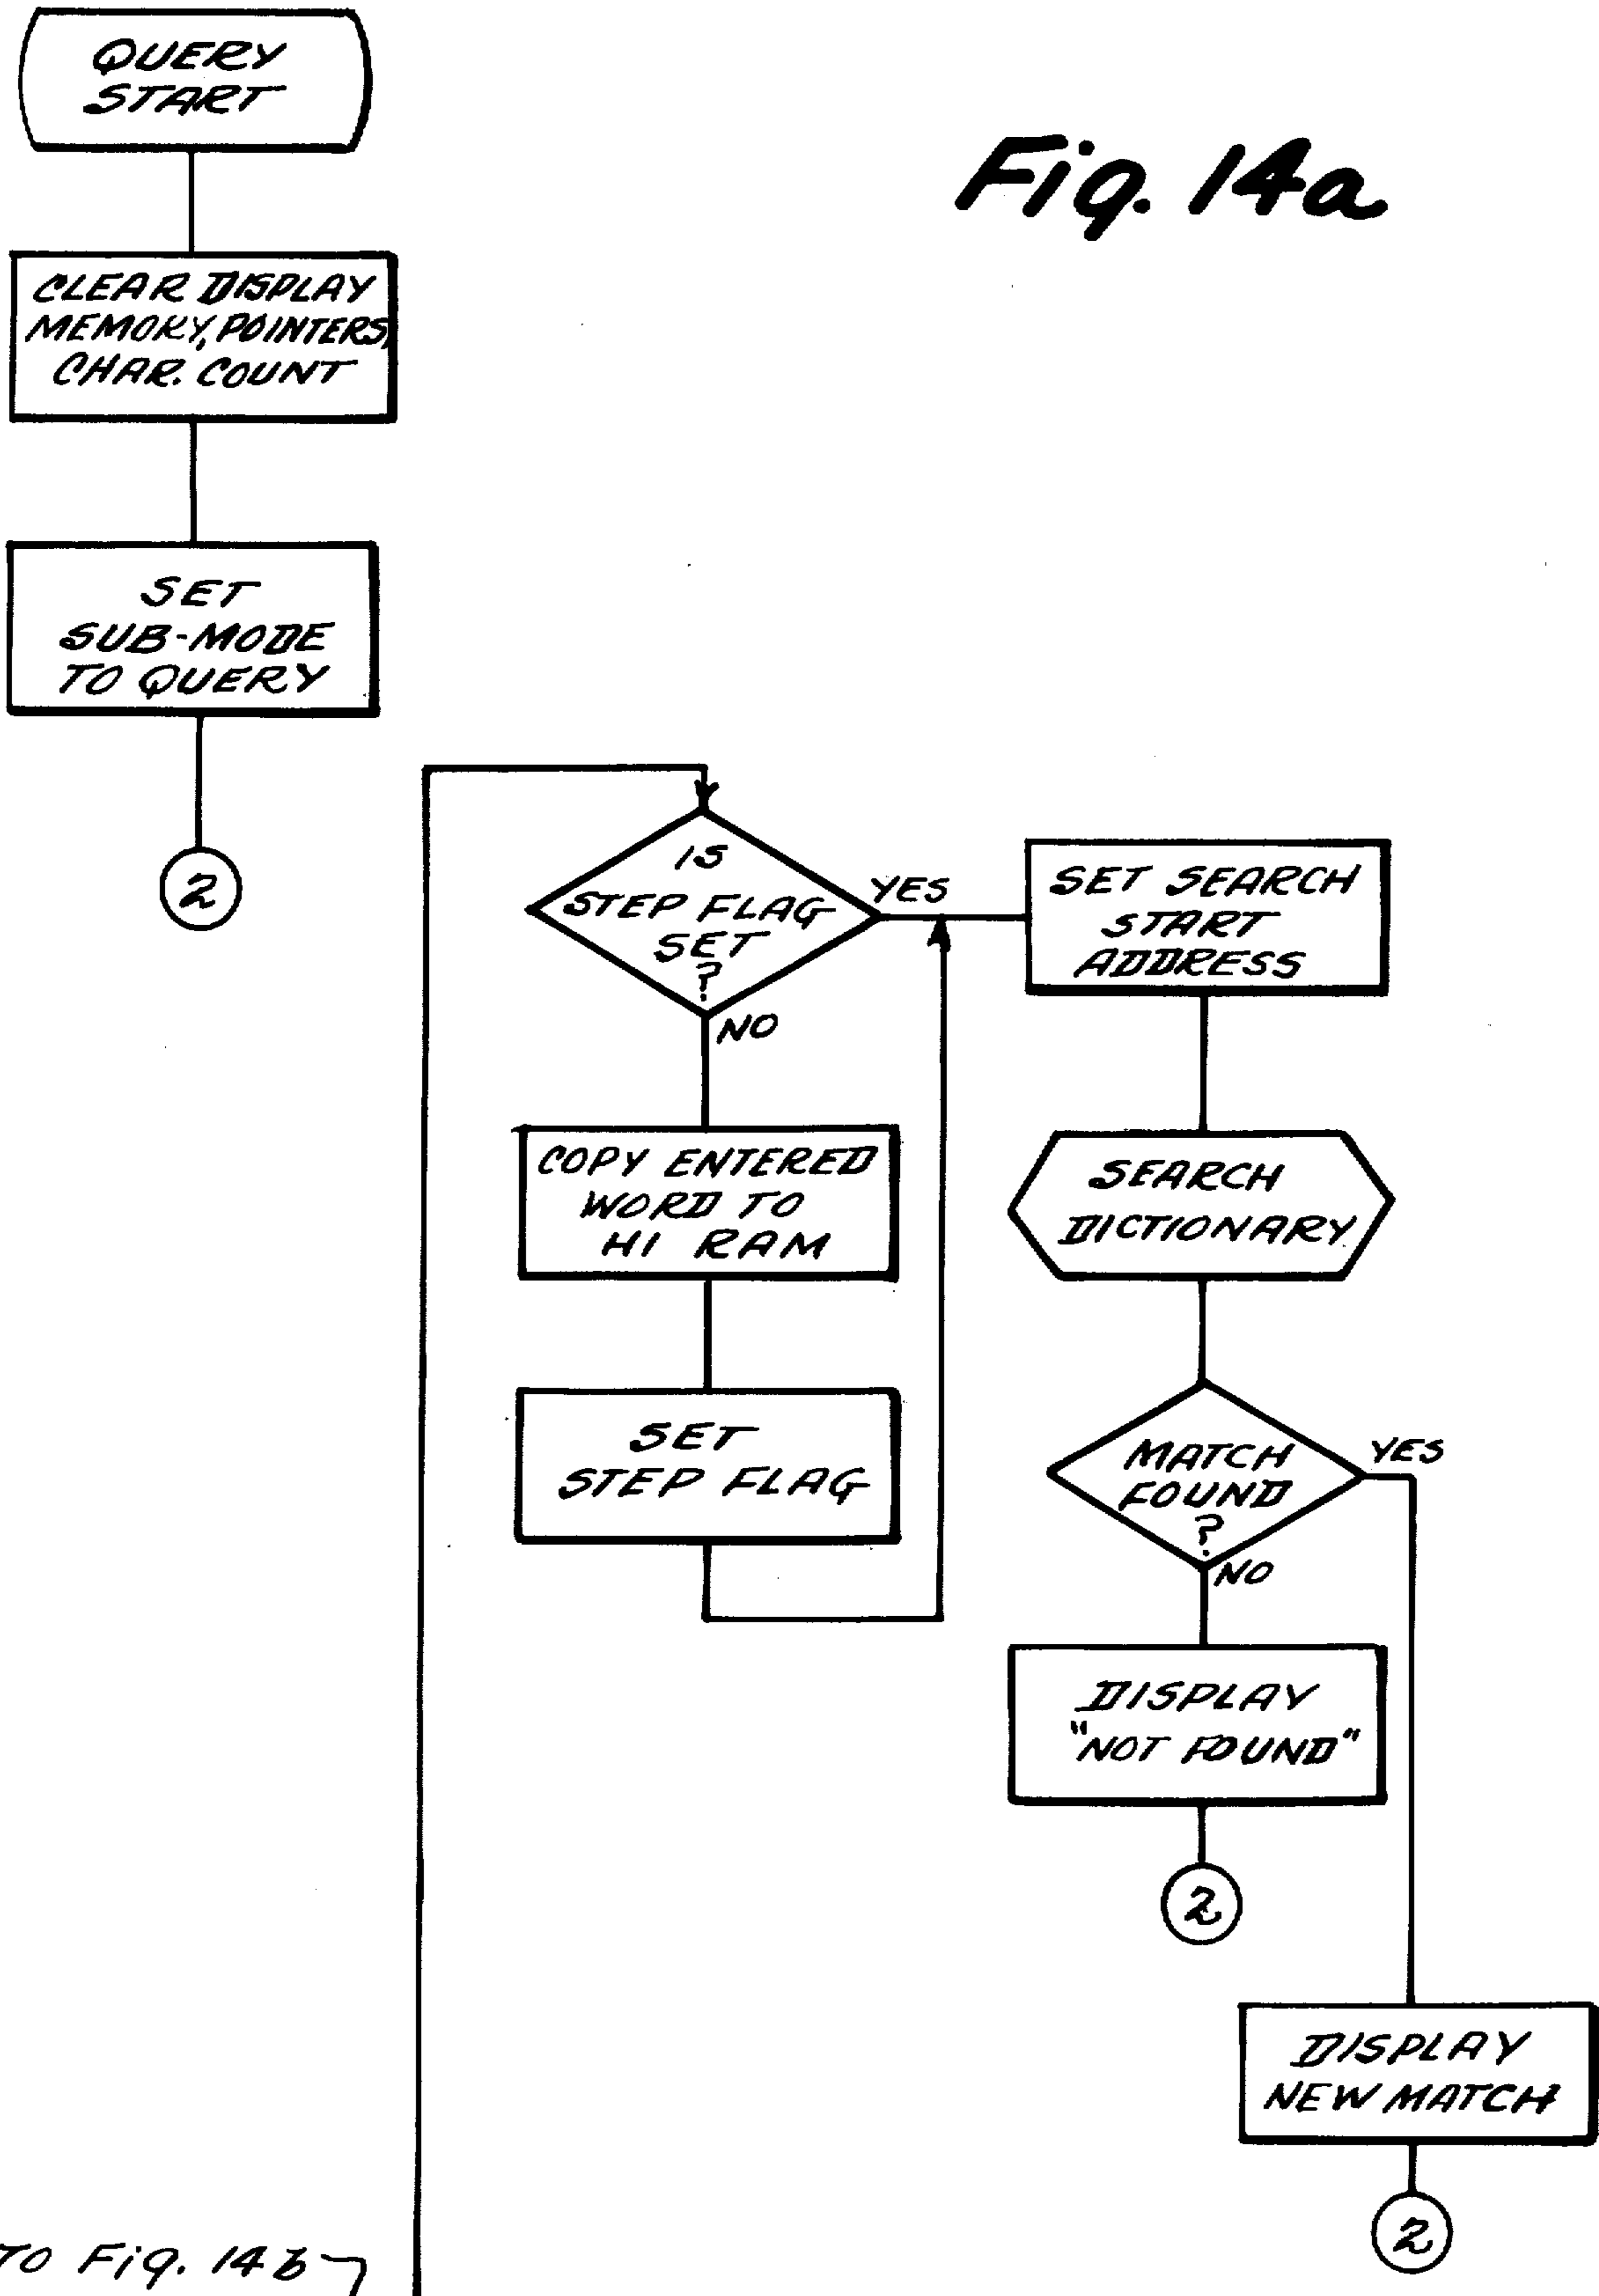 QUERY
START
Fig. 14a
CLEAR DISPLAY
MEMORY, POINTERS,
CHAR. COUNT
SET
SUB-MODE
TO QUERY
2
IS
STEP FLAG
SET
?
YES
NO
SET SEARCH
START
ADDRESS
COPY ENTERED
WORD TO
HI RAM
SEARCH
DICTIONARY
SET
STEP FLAG
MATCH
FOUND
?
YES
NO
DISPLAY
"NOT FOUND"
2
DISPLAY
NEW MATCH
2
TO Fig. 14b